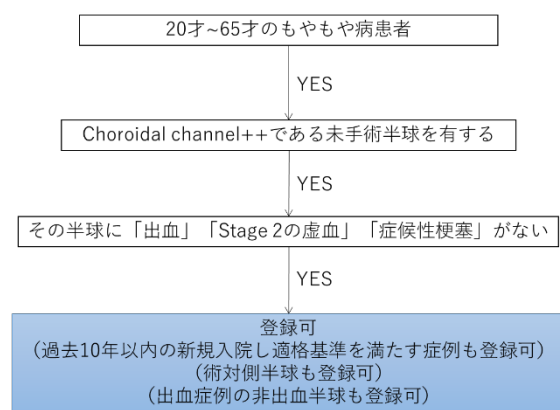 20才~65才のもやもや病患者
YES
Choroidal channel++である未手術半球を有する
YES
その半球に「出血」「Stage 2の虚血」「症候性梗塞」がない
YES
登録可
（過去10年以内の新規入院し適格基準を満たす症例も登録可）
（術対側半球も登録可）
（出血症例の非出血半球も登録可）